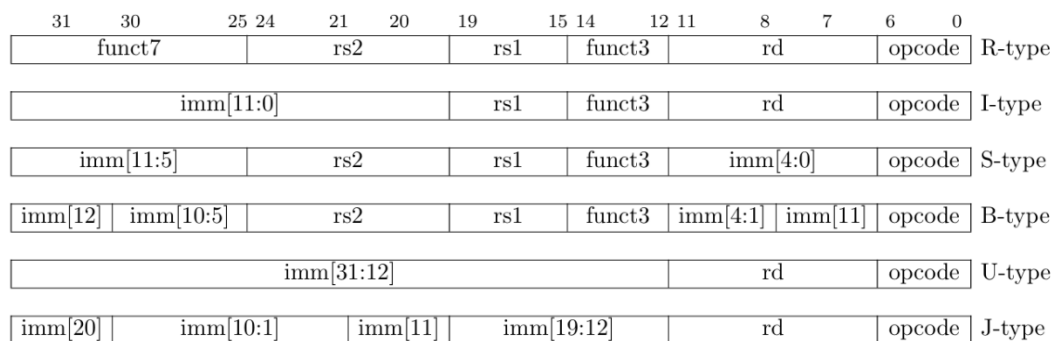 31 30 25 24 21 20 19 15 14 12 11 8 7 6 0
funct7 rs2 rs1 funct3 rd opcode R-type
imm[11:0] rs1 funct3 rd opcode I-type
imm[11:5] rs2 rs1 funct3 imm[4:0] opcode S-type
imm[12] imm[10:5] rs2 rs1 funct3 imm[4:1] imm[11] opcode B-type
imm[31:12] rd opcode U-type
imm[20] imm[10:1] imm[11] imm[19:12] rd opcode J-type